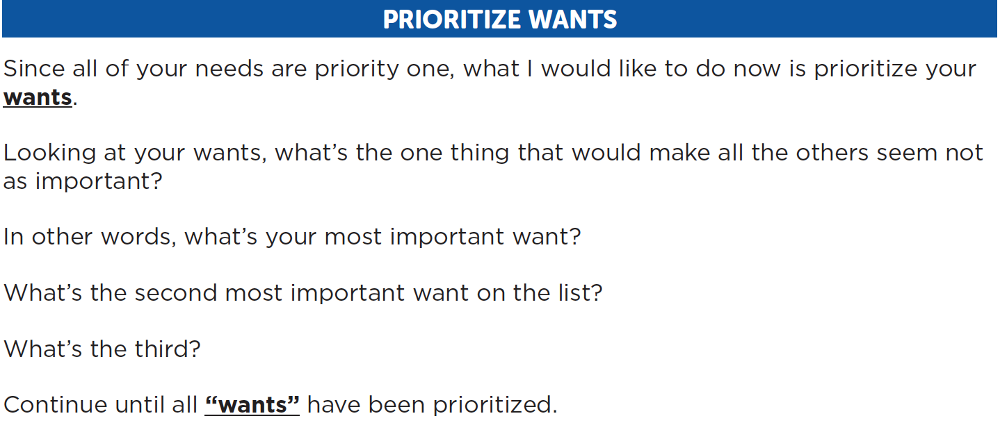 PRIORITIZE WANTS
Since all of your needs are priority one, what I would like to do now is prioritize your
wants.
Looking at your wants, what’s the one thing that would make all the others seem not
as important?
In other words, what’s your most important want?
What’s the second most important want on the list?
What’s the third?
Continue until all “wants” have been prioritized.